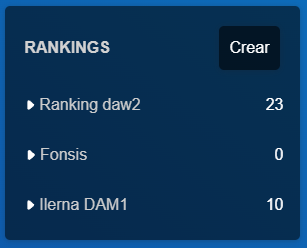 RANKINGS Crear
Ranking daw2 23
Fonsis 0
Ilerna DAM1 10